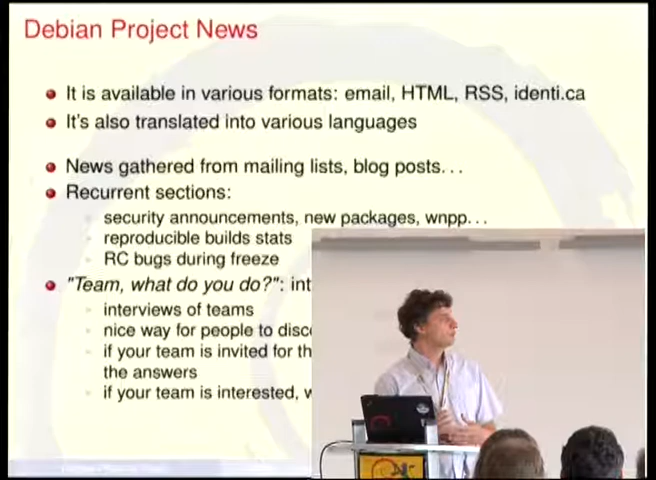 Debian Project News
It is available in various formats: email, HTML, RSS, identi.ca
It's also translated into various languages
News gathered from mailing lists, blog posts...
Recurrent sections:
security announcements, new packages, wnpp...
reproducible builds stats
RC bugs during freeze
"Team, what do you do?": int
interviews of teams
nice way for people to disc
if your team is invited for th
the answers
if your team is interested, w